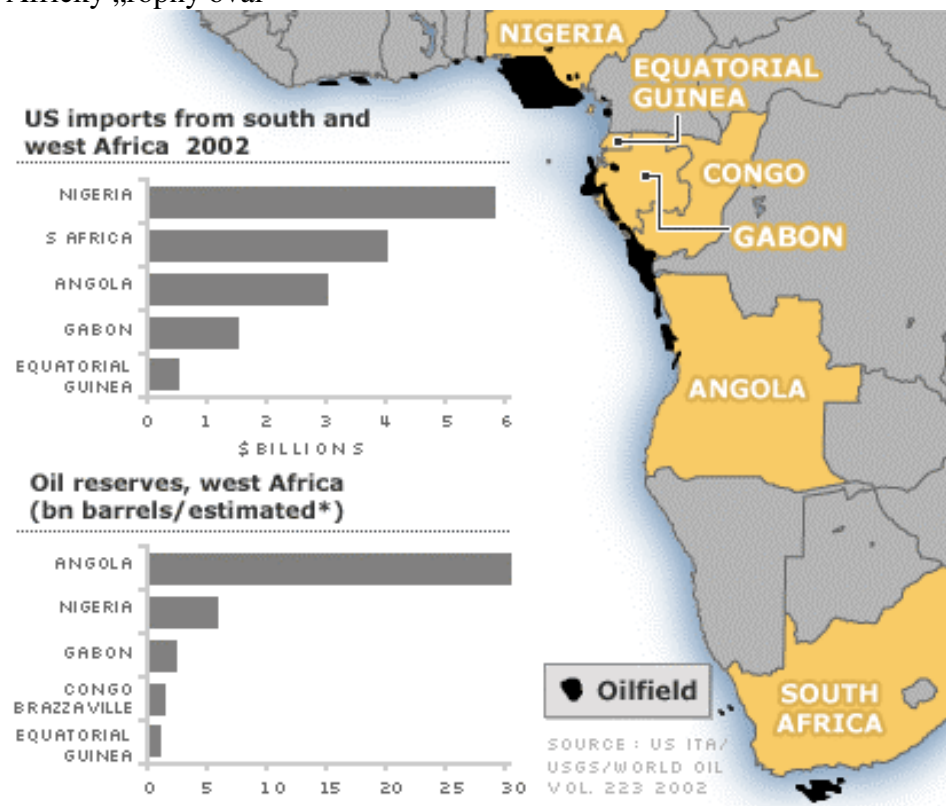 Africký „ropný ovál“
NIGERIA
EQUATORIAL
GUINEA
CONGO
GABON
ANGOLA
SOUTH
AFRICA
US imports from south and
west Africa 2002
NIGERIA
S AFRICA
ANGOLA
GABON
EQUATORIAL
GUINEA
0 1 2 3 4 5 6
$BILLIONS
Oil reserves, west Africa
(bn barrels/estimated*)
ANGOLA
NIGERIA
GABON
CONGO
BRAZZAVILLE
EQUATORIAL
GUINEA
0 5 10 15 20 25 30
Oilfield
SOURCE : US ITA/
USGS/WORLD OIL
VOL. 223 2002